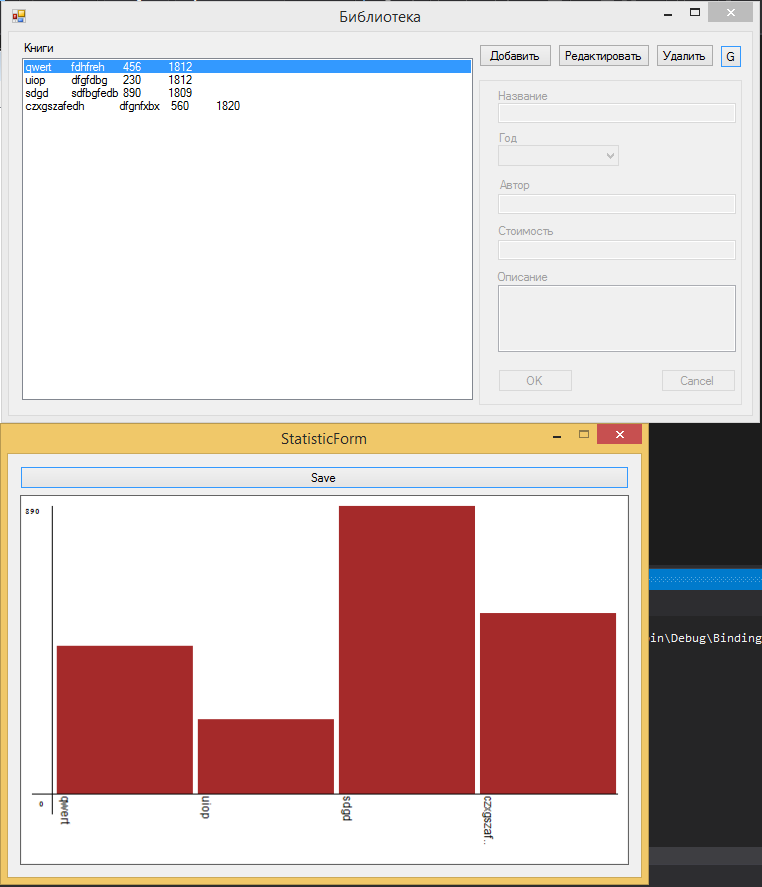 Библиотека
Книги
Добавить Редактировать Удалить G
qwert fdhfreh 456 1812
uiop dfgfdbg 230 1812
sdgd sdfbgfedb 890 1809
czxgszafedh dfgnfxbx 560 1820
Название
Год
Автор
Стоимость
Описание
OK Cancel
StatisticForm
Save
890
0
qwert
uiop
sdgd
czxgszaf...
in\Debug\Binding